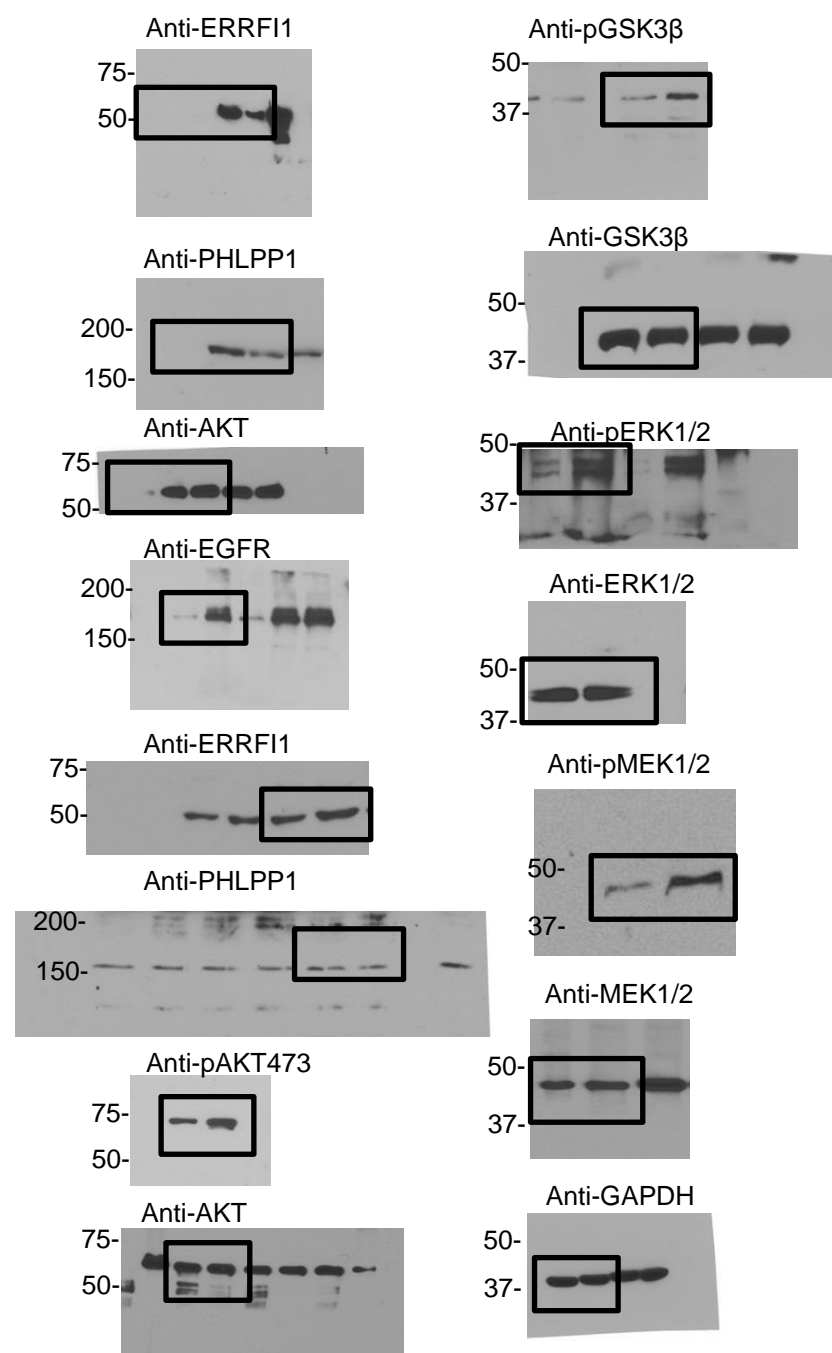 Anti-ERRFI1
75-
50-
Anti-PHLPP1
200-
150-
Anti-AKT
75-
50-
Anti-EGFR
200-
150-
Anti-ERRFI1
75-
50-
Anti-PHLPP1
200-
150-
Anti-pAKT473
75-
50-
Anti-AKT
75-
50-
Anti-pGSK3β
50-
37-
Anti-GSK3β
50-
37-
Anti-pERK1/2
50-
37-
Anti-ERK1/2
50-
37-
Anti-pMEK1/2
50-
37-
Anti-MEK1/2
50-
37-
Anti-GAPDH
50-
37-